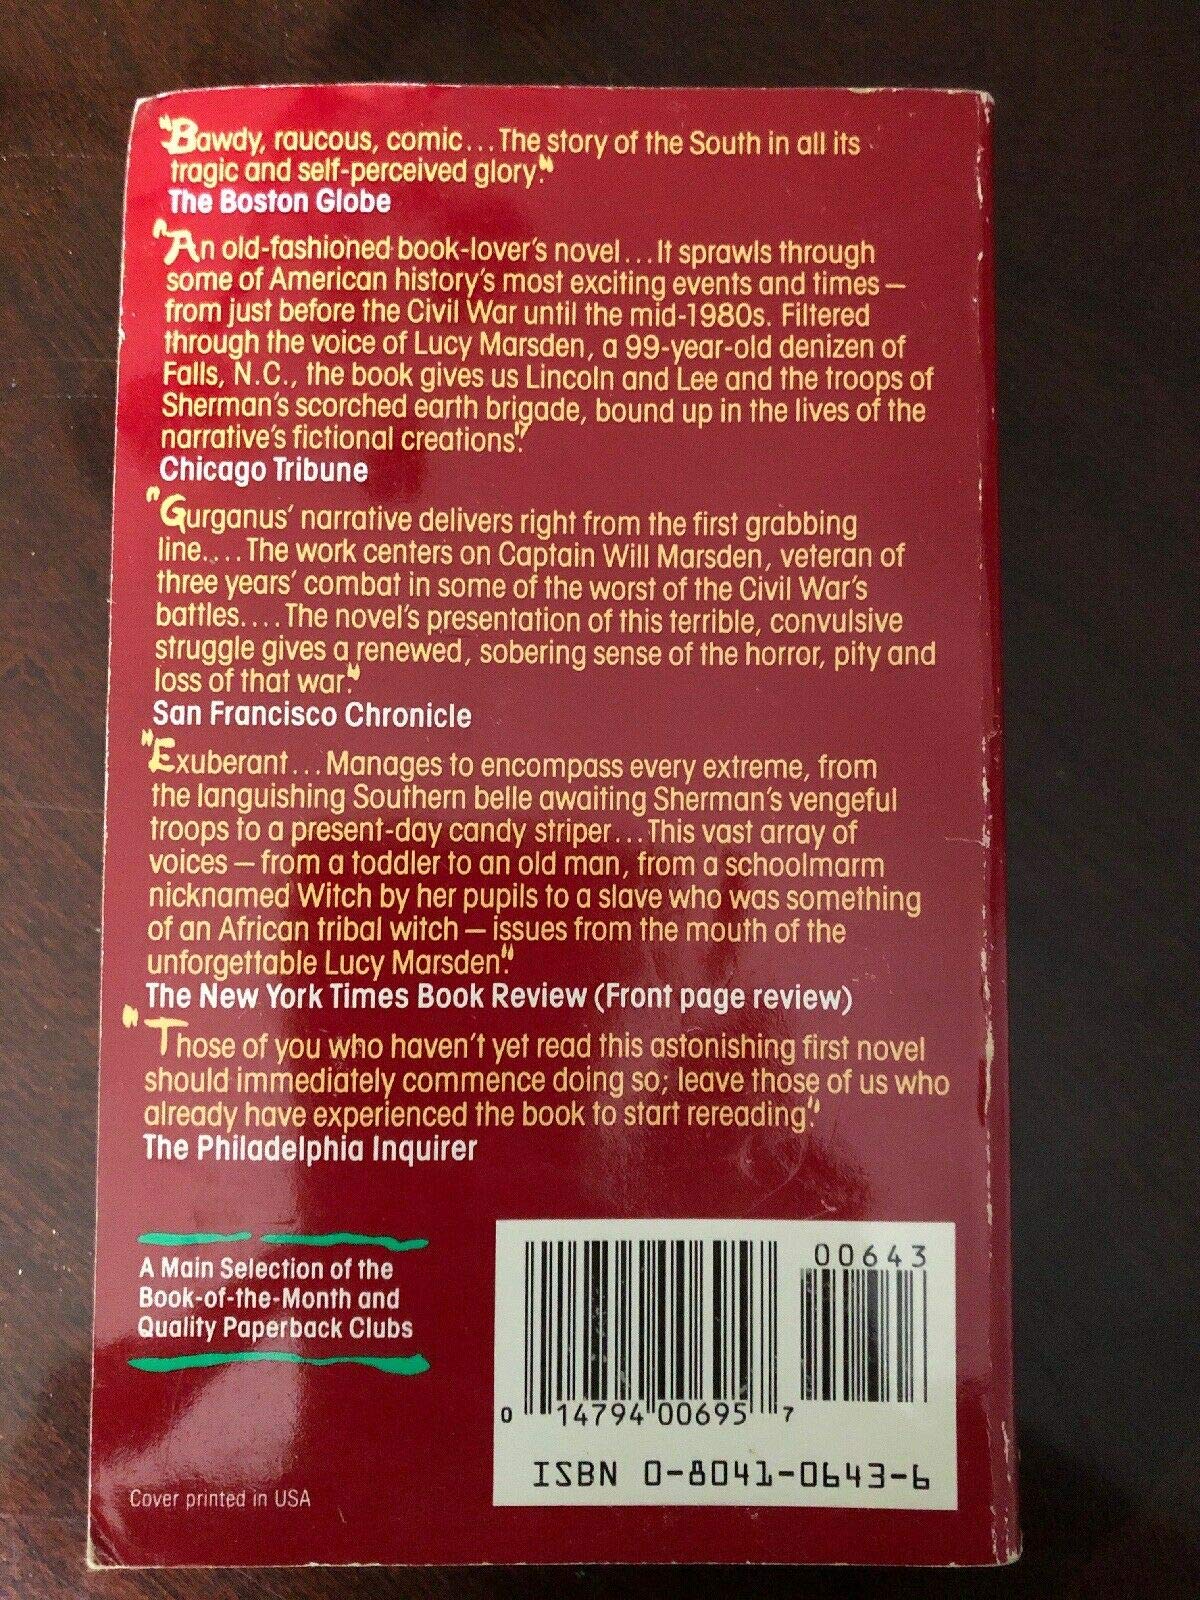 "Bawdy, raucous, comic...The story of the South in all its
tragic and self-perceived glory."
The Boston Globe
"An old-fashioned book-lover's novel...It sprawls through
some of American history's most exciting events and times —
from just before the Civil War until the mid-1980s. Filtered
through the voice of Lucy Marsden, a 99-year-old denizen of
Falls, N.C., the book gives us Lincoln and Lee and the troops of
Sherman's scorched earth brigade, bound up in the lives of the
narrative's fictional creations."
Chicago Tribune
"Gurganus' narrative delivers right from the first grabbing
line....The work centers on Captain Will Marsden, veteran of
three years' combat in some of the worst of the Civil War's
battles....The novel's presentation of this terrible, convulsive
struggle gives a renewed, sobering sense of the horror, pity and
loss of that war."
San Francisco Chronicle
"Exuberant...Manages to encompass every extreme, from
the languishing Southern belle awaiting Sherman's vengeful
troops to a present-day candy striper...This vast array of
voices — from a toddler to an old man, from a schoolmarm
nicknamed Witch by her pupils to a slave who was something
of an African tribal witch — issues from the mouth of the
unforgettable Lucy Marsden."
The New York Times Book Review (Front page review)
"Those of you who haven't yet read this astonishing first novel
should immediately commence doing so; leave those of us who
already have experienced the book to start rereading."
The Philadelphia Inquirer
A Main Selection of the
Book-of-the-Month and
Quality Paperback Clubs
Cover printed in USA
00643
0 14794 00695 7
ISBN 0-8041-0643-6